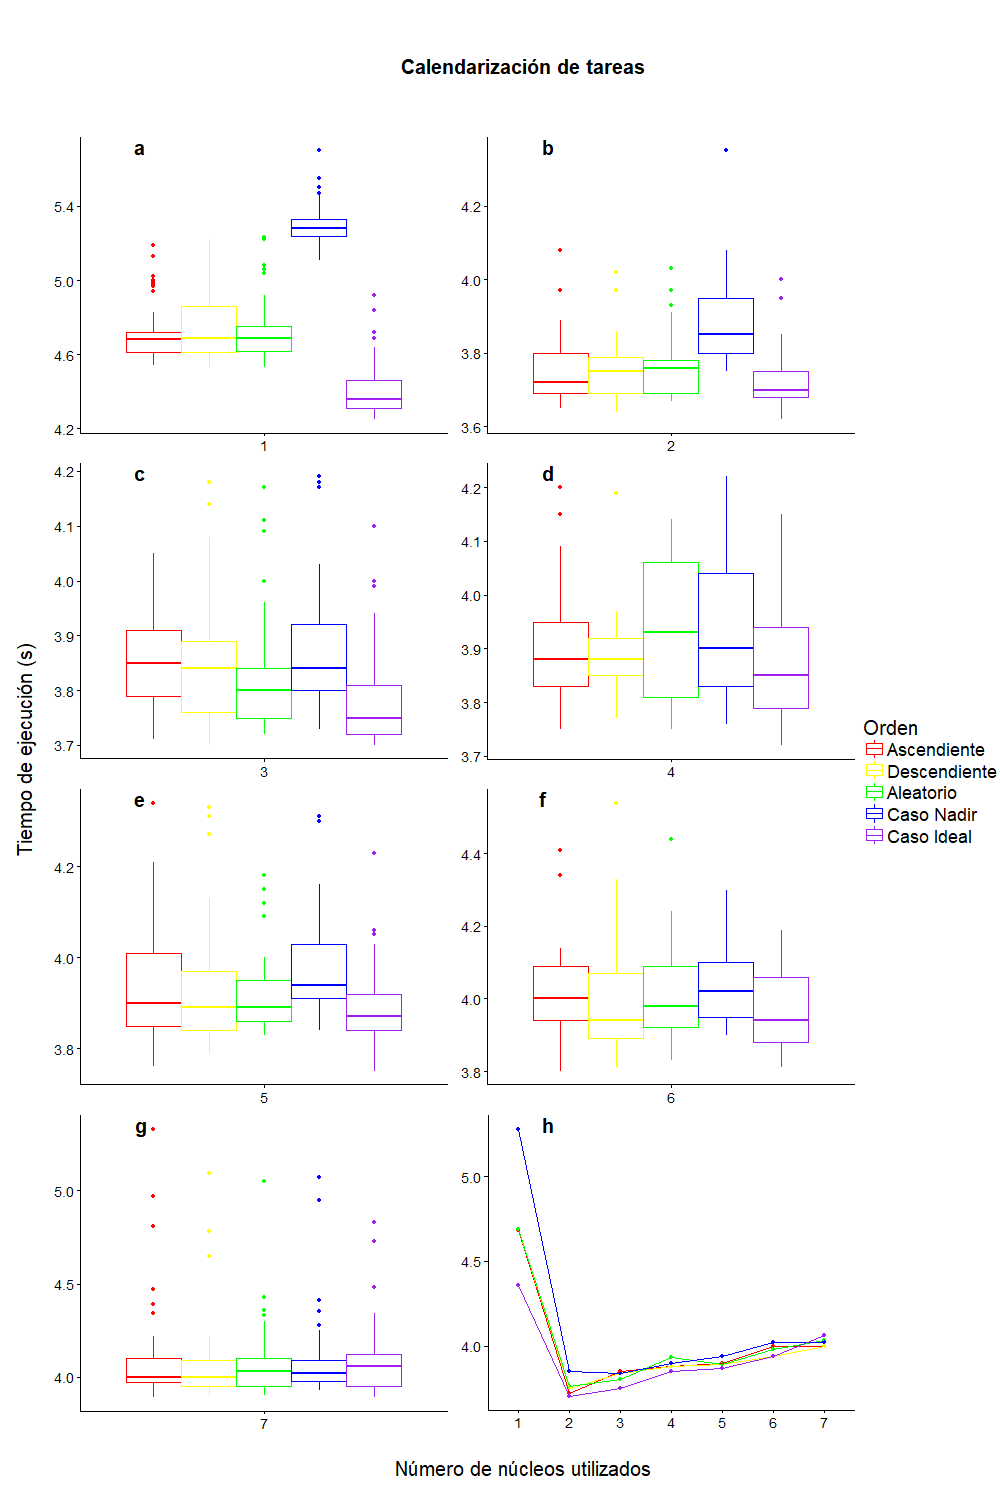 Calendarización de tareas
a
5.4
5.0
4.6
4.2
1
b
4.2
4.0
3.8
3.6
2
c
4.2
4.1
4.0
3.9
3.8
3.7
3
d
4.2
4.1
4.0
3.9
3.8
3.7
4
Tiempo de ejecución (s)
Orden
Ascendiente
Descendiente
Aleatorio
Caso Nadir
Caso Ideal
e
4.2
4.0
3.8
5
f
4.4
4.2
4.0
3.8
6
g
5.0
4.5
4.0
7
h
5.0
4.5
4.0
1 2 3 4 5 6 7
Número de núcleos utilizados